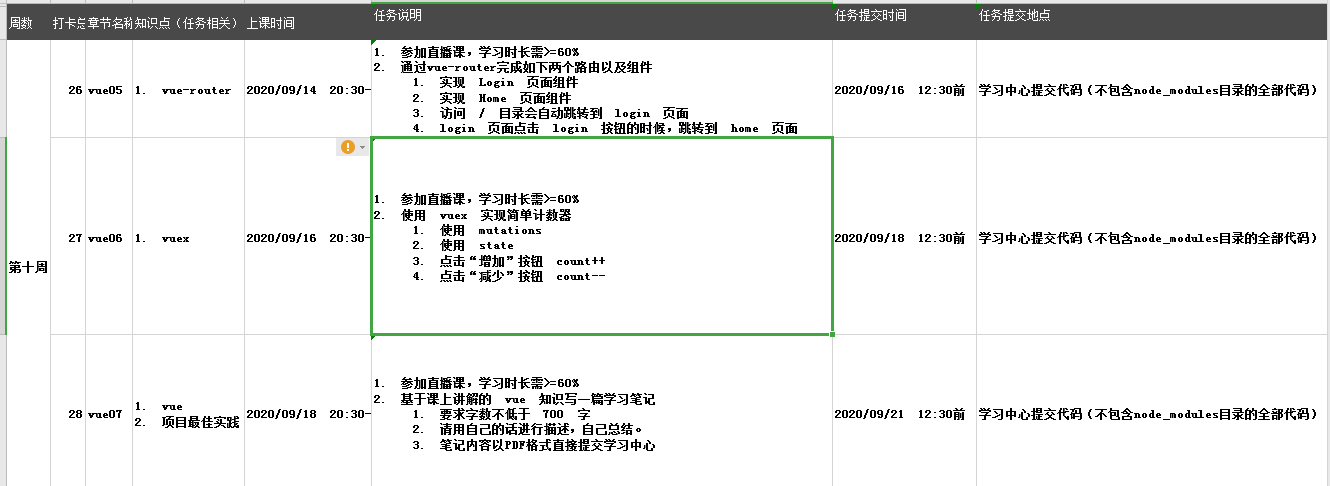 周数 打卡 章节名称 知识点（任务相关） 上课时间 任务说明 任务提交时间 任务提交地点
第十周
26 vue05 1. vue-router 2020/09/14 20:30-
1. 参加直播课，学习时长需>=60%
2. 通过vue-router完成如下两个路由以及组件
1. 实现 Login 页面组件
2. 实现 Home 页面组件
3. 访问 / 目录会自动跳转到 login 页面
4. login 页面点击 login 按钮的时候，跳转到 home 页面
2020/09/16 12:30前 学习中心提交代码（不包含node_modules目录的全部代码）
27 vue06 1. vuex 2020/09/16 20:30-
1. 参加直播课，学习时长需>=60%
2. 使用 vuex 实现简单计数器
1. 使用 mutations
2. 使用 state
3. 点击“增加”按钮 count++
4. 点击“减少”按钮 count--
2020/09/18 12:30前 学习中心提交代码（不包含node_modules目录的全部代码）
28 vue07 1. vue
2. 项目最佳实践
2020/09/18 20:30-
1. 参加直播课，学习时长需>=60%
2. 基于课上讲解的 vue 知识写一篇学习笔记
1. 要求字数不低于 700 字
2. 请用自己的话进行描述，自己总结。
3. 笔记内容以PDF格式直接提交学习中心
2020/09/21 12:30前 学习中心提交代码（不包含node_modules目录的全部代码）